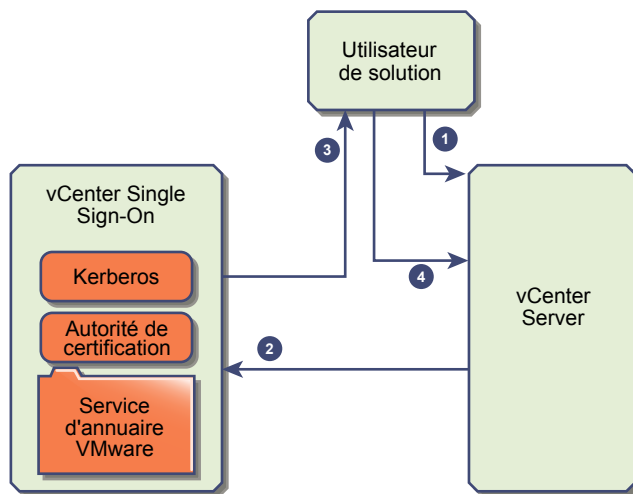 Utilisateur
de solution
1
3
vCenter Single
Sign-On
Kerberos
4
vCenter
Server
Autorité de
certification
2
Service
d'annuaire
VMware